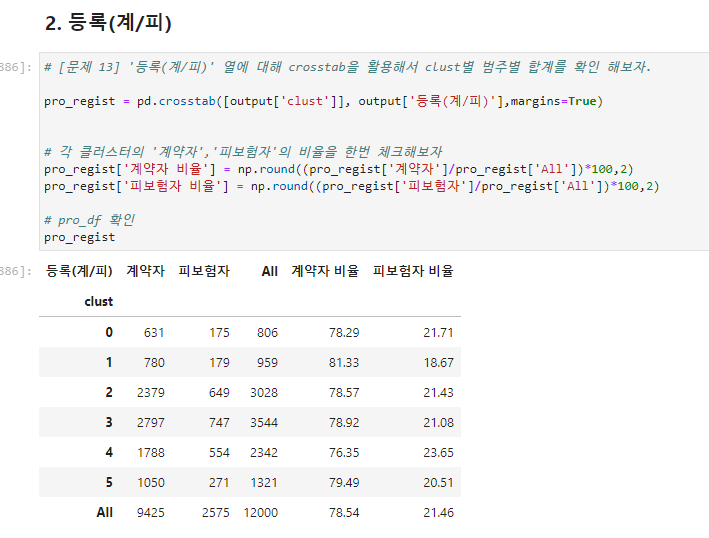 2. 등록(계/피)
886]:
# [문제 13] '등록(계/피)' 열에 대해 crosstab을 활용해서 clust별 범주별 합계를 확인 해보자.
pro_regist = pd.crosstab([output['clust']], output['등록(계/피)'],margins=True)
# 각 클러스터의 '계약자','피보험자'의 비율을 한번 체크해보자
pro_regist['계약자 비율'] = np.round((pro_regist['계약자']/pro_regist['All'])*100,2)
pro_regist['피보험자 비율'] = np.round((pro_regist['피보험자']/pro_regist['All'])*100,2)
# pro_df 확인
pro_regist
886]:
등록(계/피) 계약자 피보험자 All 계약자 비율 피보험자 비율
clust
0 631 175 806 78.29 21.71
1 780 179 959 81.33 18.67
2 2379 649 3028 78.57 21.43
3 2797 747 3544 78.92 21.08
4 1788 554 2342 76.35 23.65
5 1050 271 1321 79.49 20.51
All 9425 2575 12000 78.54 21.46